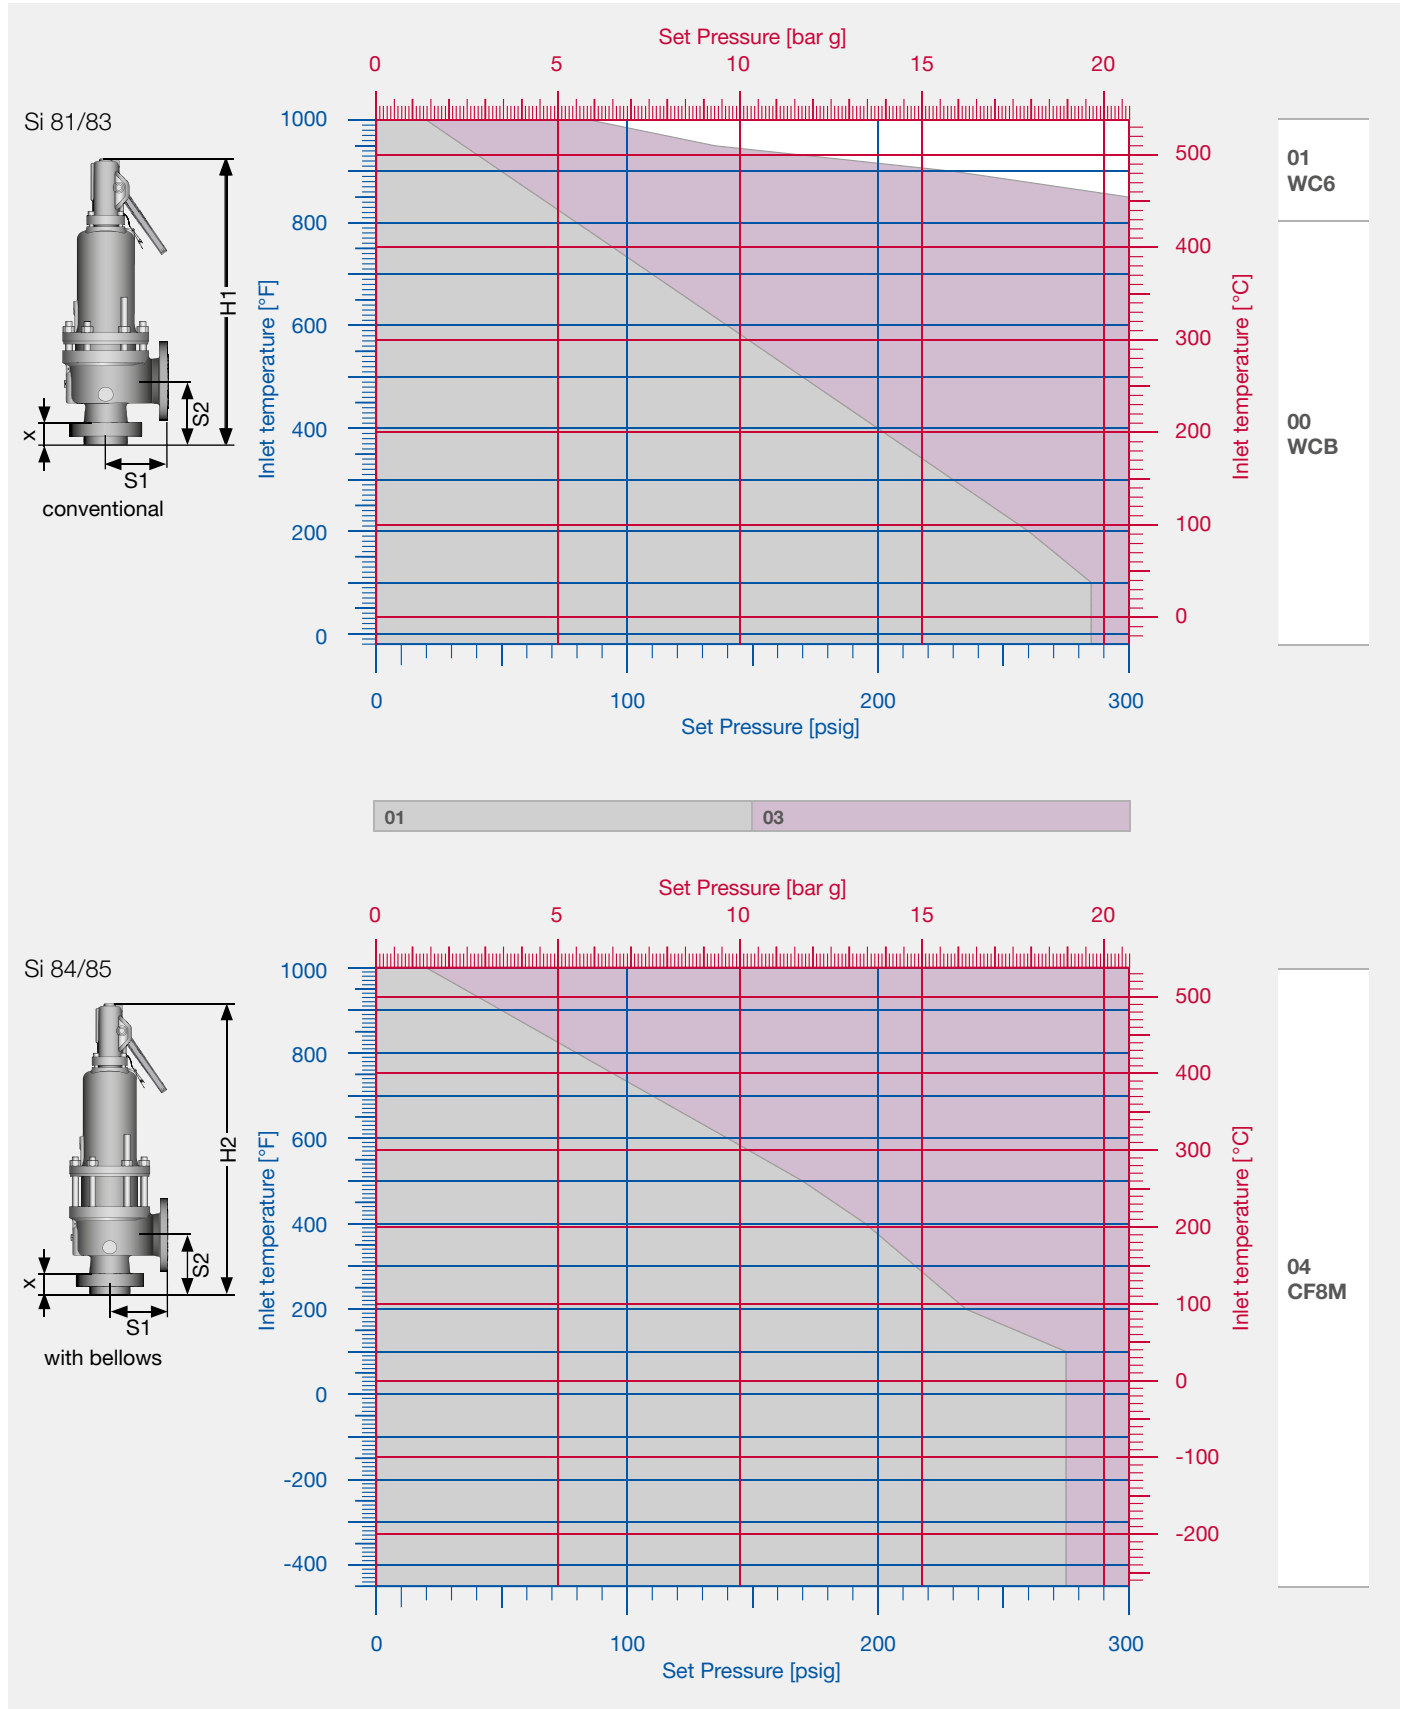 Set Pressure [bar g]
0 5 10 15 20
Si 81/83
1000
800
600
400
200
0
Inlet temperature [°F]
500
400
300
200
100
0
Inlet temperature [°C]
01
WC6
00
WCB
H1
S2
x
S1
conventional
0 100 200 300
Set Pressure [psig]
01 03
Set Pressure [bar g]
0 5 10 15 20
Si 84/85
1000
800
600
400
200
0
-200
-400
Inlet temperature [°F]
500
400
300
200
100
0
-100
-200
Inlet temperature [°C]
04
CF8M
H2
S2
x
S1
with bellows
0 100 200 300
Set Pressure [psig]